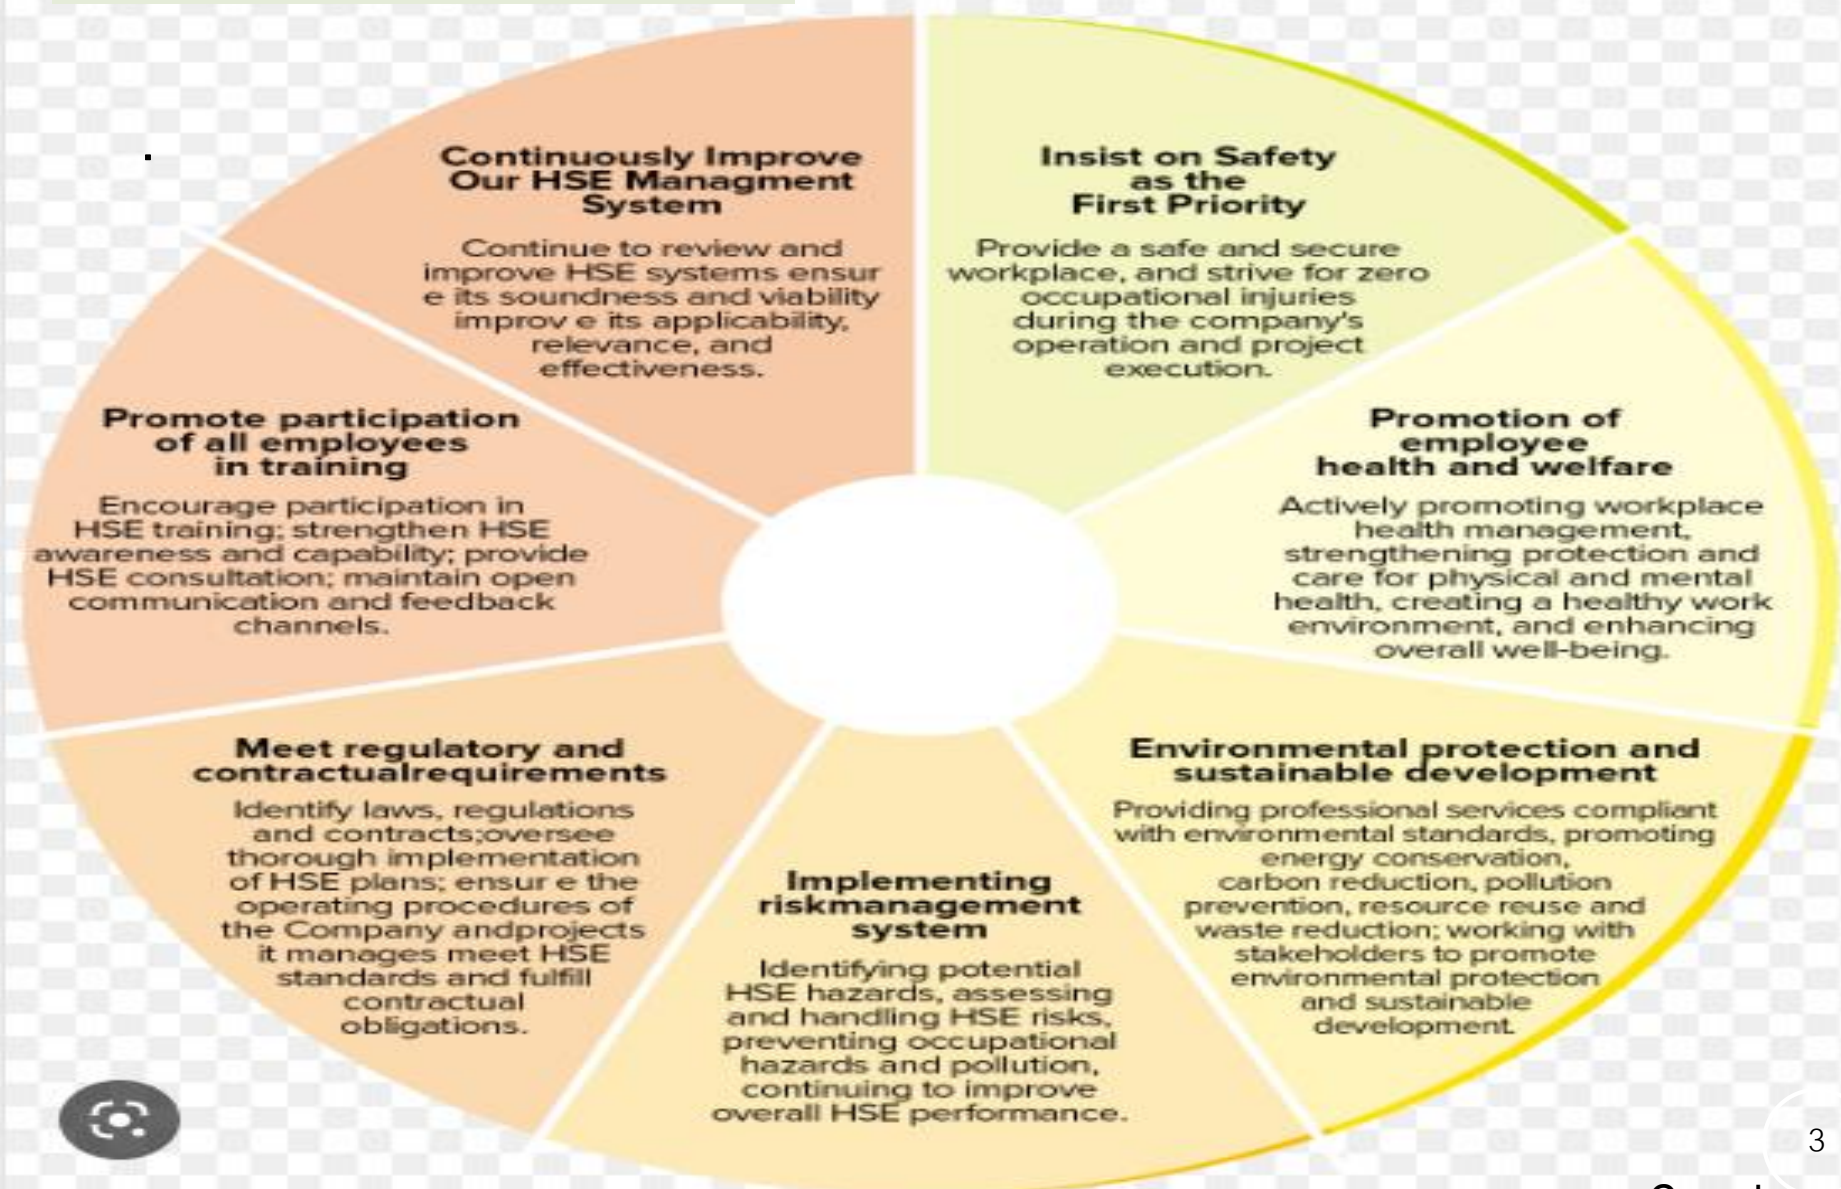 Continuously Improve
Our HSE Managment
System
Continue to review and
improve HSE systems ensur
e its soundness and viability
improv e its applicability,
relevance, and
effectiveness.
Insist on Safety
as the
First Priority
Provide a safe and secure
workplace, and strive for zero
occupational injuries
during the company's
operation and project
execution.
Promotion of
employee
health and welfare
Actively promoting workplace
health management,
strengthening protection and
care for physical and mental
health, creating a healthy work
environment, and enhancing
overall well-being.
Environmental protection and
sustainable development
Providing professional services compliant
with environmental standards, promoting
energy conservation,
carbon reduction, pollution
prevention, resource reuse and
waste reduction; working with
stakeholders to promote
environmental protection
and sustainable
development.
Implementing
riskmanagement
system
Identifying potential
HSE hazards, assessing
and handling HSE risks,
preventing occupational
hazards and pollution,
continuing to improve
overall HSE performance.
Meet regulatory and
contractualrequirements
Identify laws, regulations
and contracts;oversee
thorough implementation
of HSE plans; ensur e the
operating procedures of
the Company andprojects
it manages meet HSE
standards and fulfill
contractual
obligations.
Promote participation
of all employees
in training
Encourage participation in
HSE training; strengthen HSE
awareness and capability; provide
HSE consultation; maintain open
communication and feedback
channels.
.
3